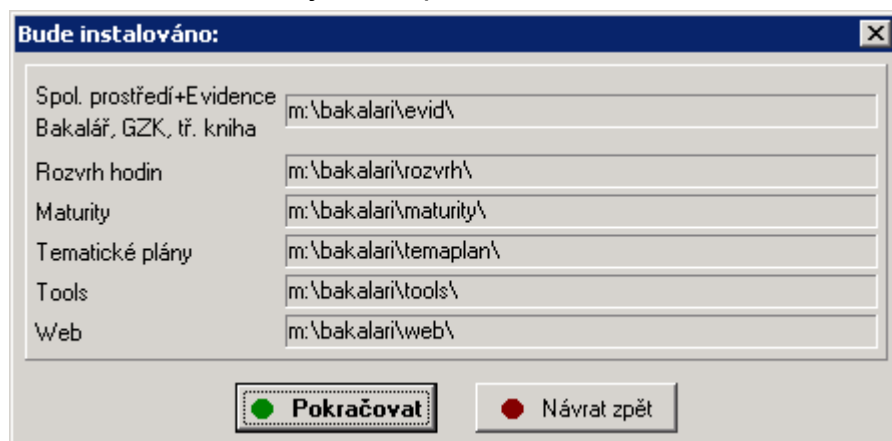 Bude instalováno:
Spol. prostředí+Evidence
Bakalář, GZK, tř. kniha
m:\bakalari\evid\
Rozvrh hodin m:\bakalari\rozvrh\
Maturity m:\bakalari\maturity\
Tematické plány m:\bakalari\temaplan\
Tools m:\bakalari\tools\
Web m:\bakalari\web\
Pokračovat Návrat zpět